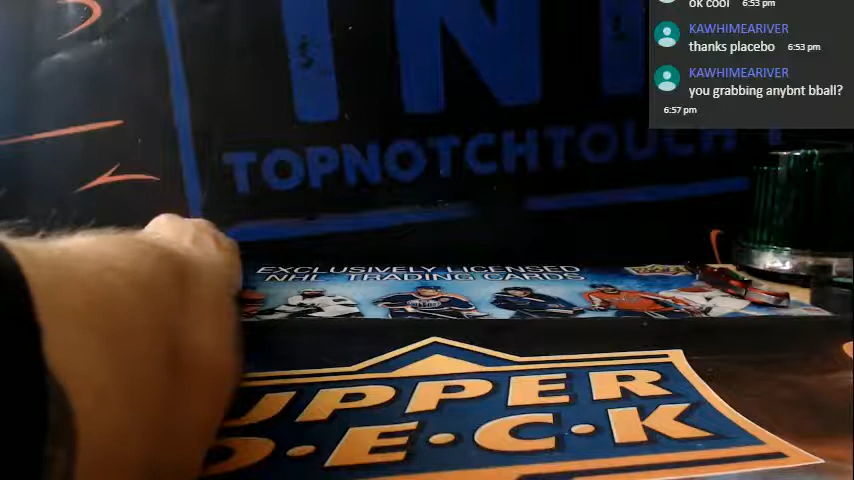 ok cool 6:53 pm
KAWHIMEARIVER
thanks placebo 6:53 pm
KAWHIMEARIVER
you grabbing anybnt bball?
6:57 pm
TNT
TOPNOTCHTOUCH
EXCLUSIVELY LICENSED
NHL TRADING CARDS
UPPER
D·E·C·K